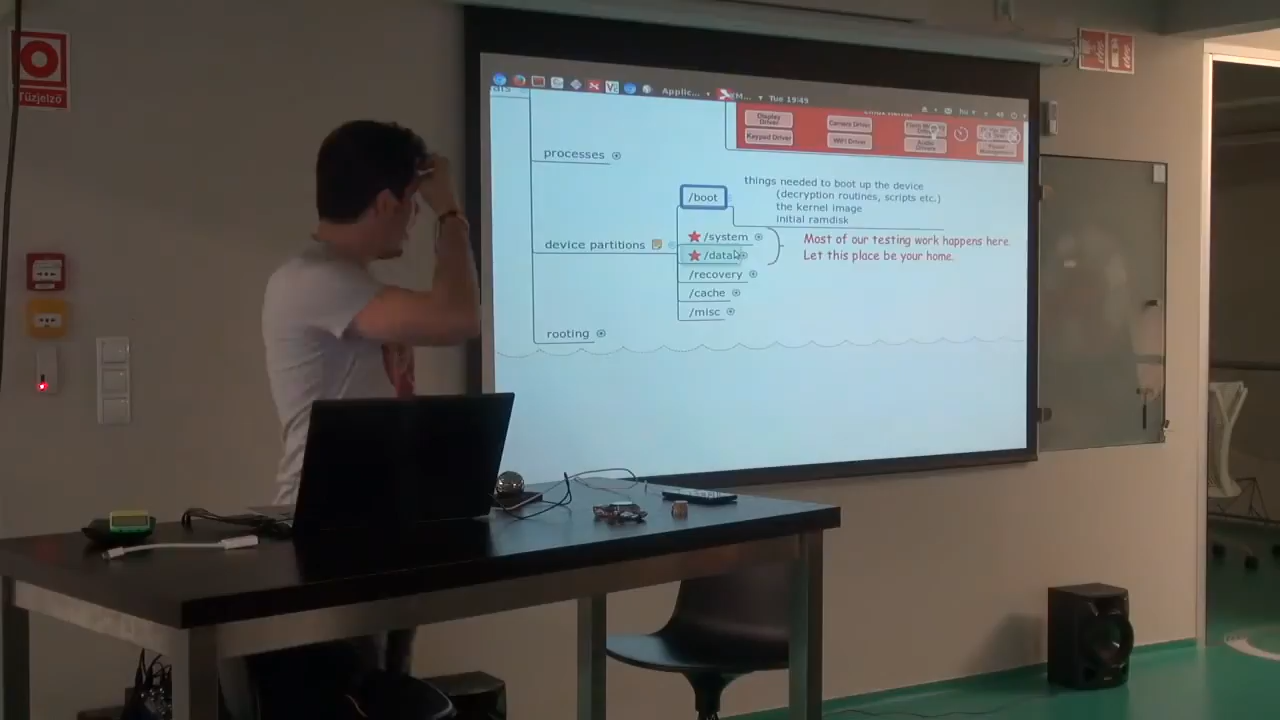 Tűzjelző
Applic...
Tue 19:45
Display
Driver
Camera Driver
Keypad Driver
WiFi Driver
Audio
Drivers
Management
processes
/boot
things needed to boot up the device
(decryption routines, scripts etc.)
the kernel image
initial ramdisk
device partitions
/system
/data
Most of our testing work happens here
Let this place be your home.
/recovery
/cache
/misc
rooting